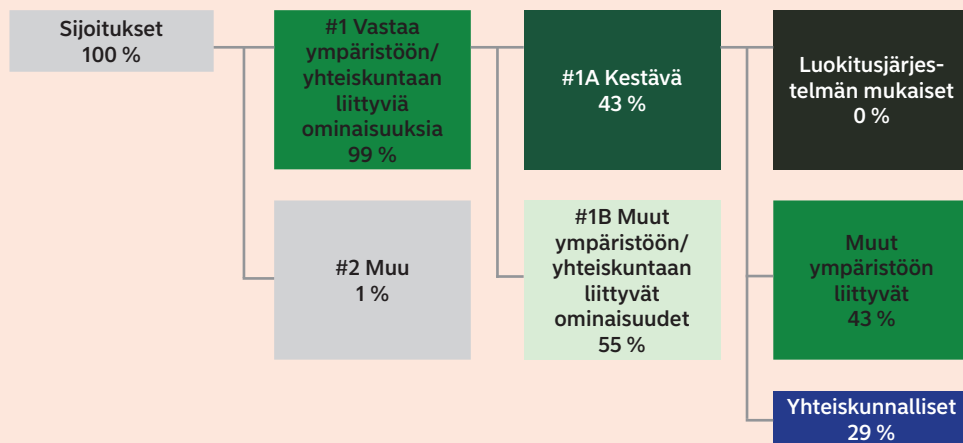 Sijoitukset
100 %
#1 Vastaa
ympäristöön/
yhteiskuntaan
liittyviä
ominaisuuksia
99 %
#2 Muu
1 %
#1A Kestävä
43 %
#1B Muut
ympäristöön/
yhteiskuntaan
liittyvät
ominaisuudet
55 %
Luokitusjärjes-
telmän mukaiset
0 %
Muut
ympäristöön
liittyvät
43 %
Yhteiskunnalliset
29 %